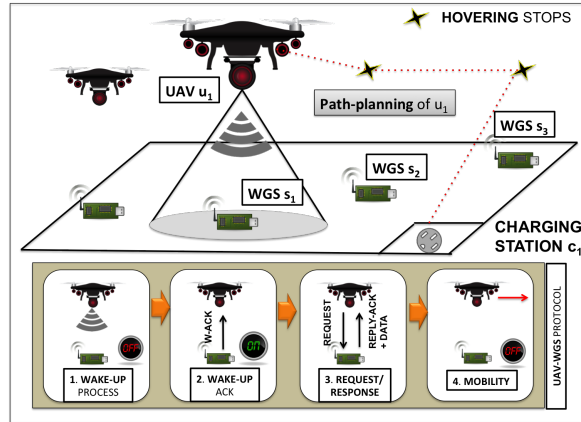 HOVERING STOPS
UAV u1
Path-planning of u1
WGS s3
WGS s2
WGS s1
CHARGING
STATION c1
OFF
W-ACK
ON
REQUEST
REPLY-ACK
+ DATA
OFF
1. WAKE-UP
PROCESS
2. WAKE-UP
ACK
3. REQUEST/
RESPONSE
4. MOBILITY
UAV-WGS PROTOCOL